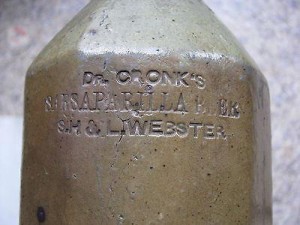 DR. CRONK'S
SARSAPARILLA BEER
S.H & L.J. WEBSTER